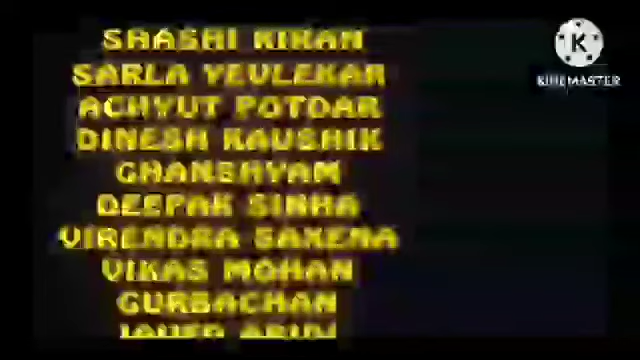 SHASHI KIRAN
SARLA YEULEKAR
ACHYUT POTDAR
DINESH KAUSHIK
GHANSHYAM
DEEPAK SINHA
VIRENDRA SAXENA
VIKAS MOHAN
GURBACHAN
K
KINEMASTER